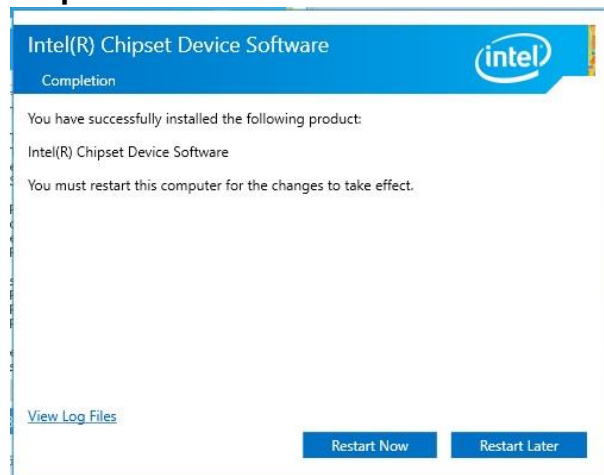 Intel(R) Chipset Device Software
intel
Completion
You have successfully installed the following product:
Intel(R) Chipset Device Software
You must restart this computer for the changes to take effect.
View Log Files
Restart Now
Restart Later